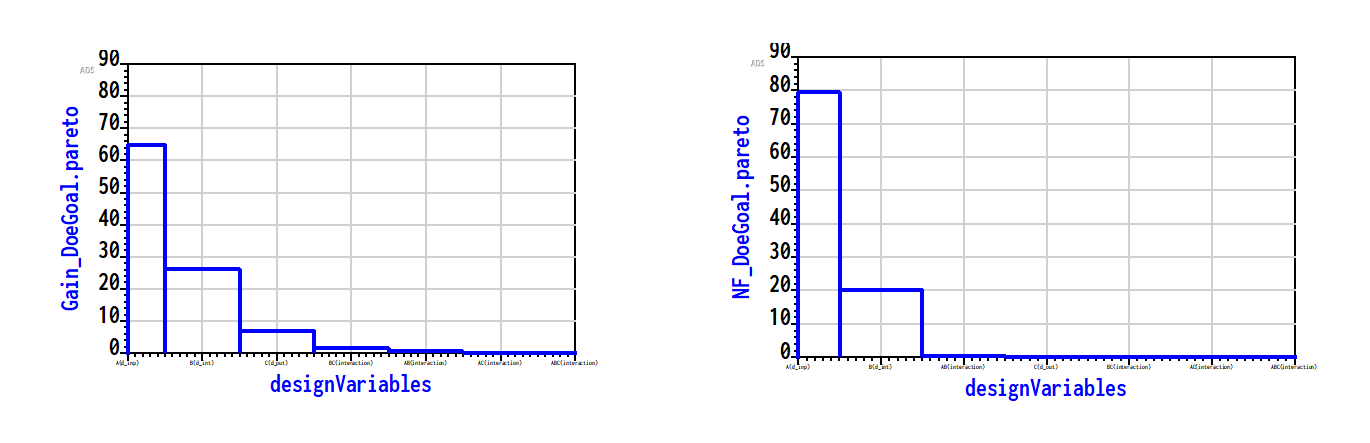 ADS
Gain_DoeGoal.pareto
90
80
70
60
50
40
30
20
10
0
A(d_inp) B(d_int) C(d_out) BC(interaction) AB(interaction) AC(interaction) ABC(interaction)
designVariables
ADS
NF_DoeGoal.pareto
90
80
70
60
50
40
30
20
10
0
A(d_inp) B(d_int) AB(interaction) C(d_out) BC(interaction) AC(interaction) ABC(interaction)
designVariables